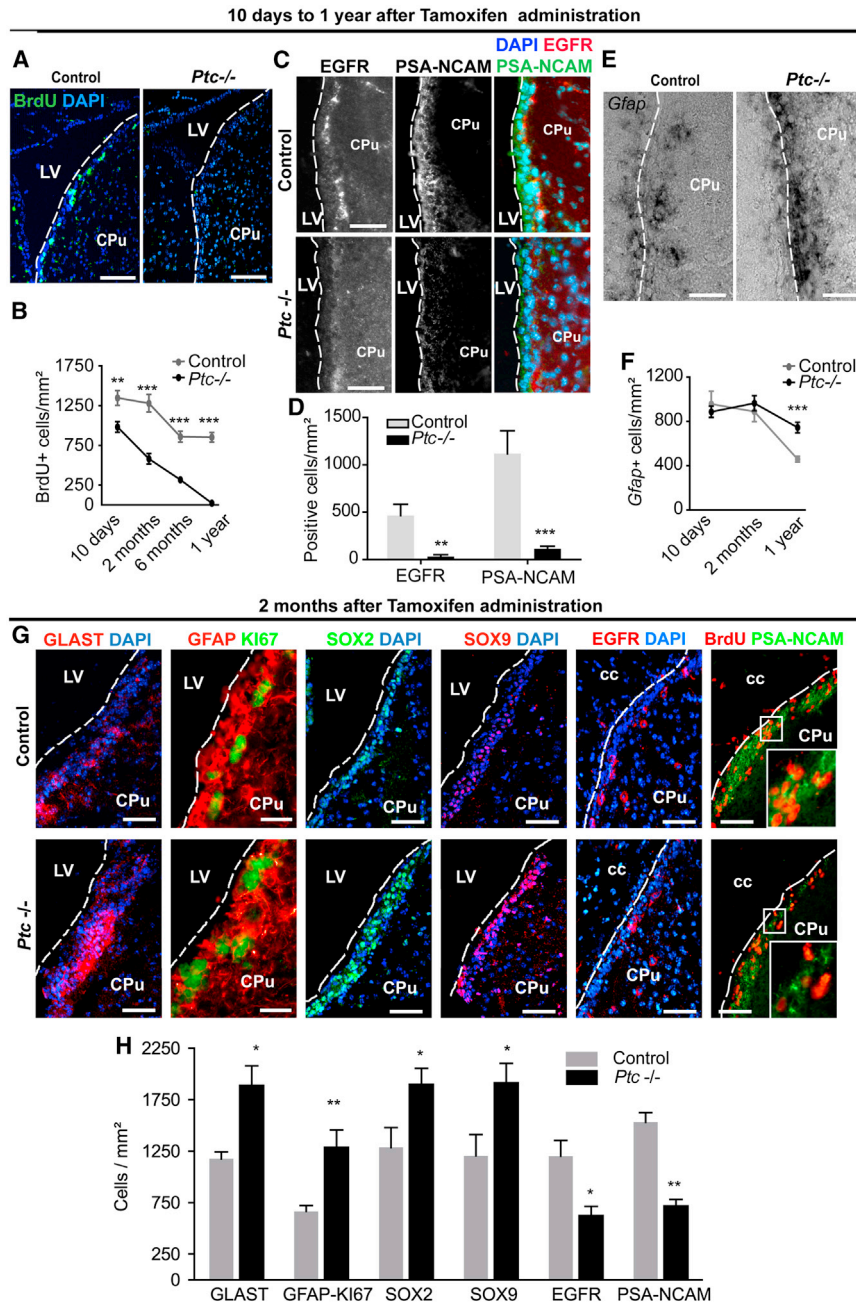 10 days to 1 year after Tamoxifen administration
A
Control
Ptc-/-
BrdU DAPI
LV
LV
CPu
CPu
B
BrdU+ cells/mm²
1750
1250
750
250
0
Control
Ptc-/-
**
***
***
***
10 days
2 months
6 months
1 year
C
EGFR
PSA-NCAM
DAPI EGFR
PSA-NCAM
Control
Ptc -/-
CPu
CPu
CPu
LV
LV
LV
LV
LV
LV
CPu
CPu
CPu
D
Positive cells/mm²
1500
1000
500
0
Control
Ptc-/-
**
***
EGFR
PSA-NCAM
E
Control
Ptc-/-
Gfap
LV
LV
CPu
CPu
F
Gfap+ cells/mm²
1200
800
400
0
Control
Ptc-/-
***
10 days
2 months
1 year
2 months after Tamoxifen administration
G
GLAST DAPI
GFAP KI67
SOX2 DAPI
SOX9 DAPI
EGFR DAPI
BrdU PSA-NCAM
Control
LV
LV
LV
LV
cc
cc
CPu
CPu
CPu
CPu
CPu
CPu
Ptc -/-
LV
LV
LV
LV
cc
cc
CPu
CPu
CPu
CPu
CPu
CPu
H
Cells / mm²
2250
1750
1250
750
250
0
Control
Ptc -/-
*
**
*
*
*
**
GLAST
GFAP-KI67
SOX2
SOX9
EGFR
PSA-NCAM